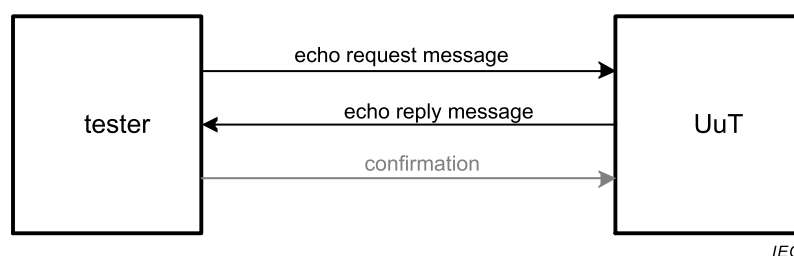 echo request message
echo reply message
tester
UuT
confirmation